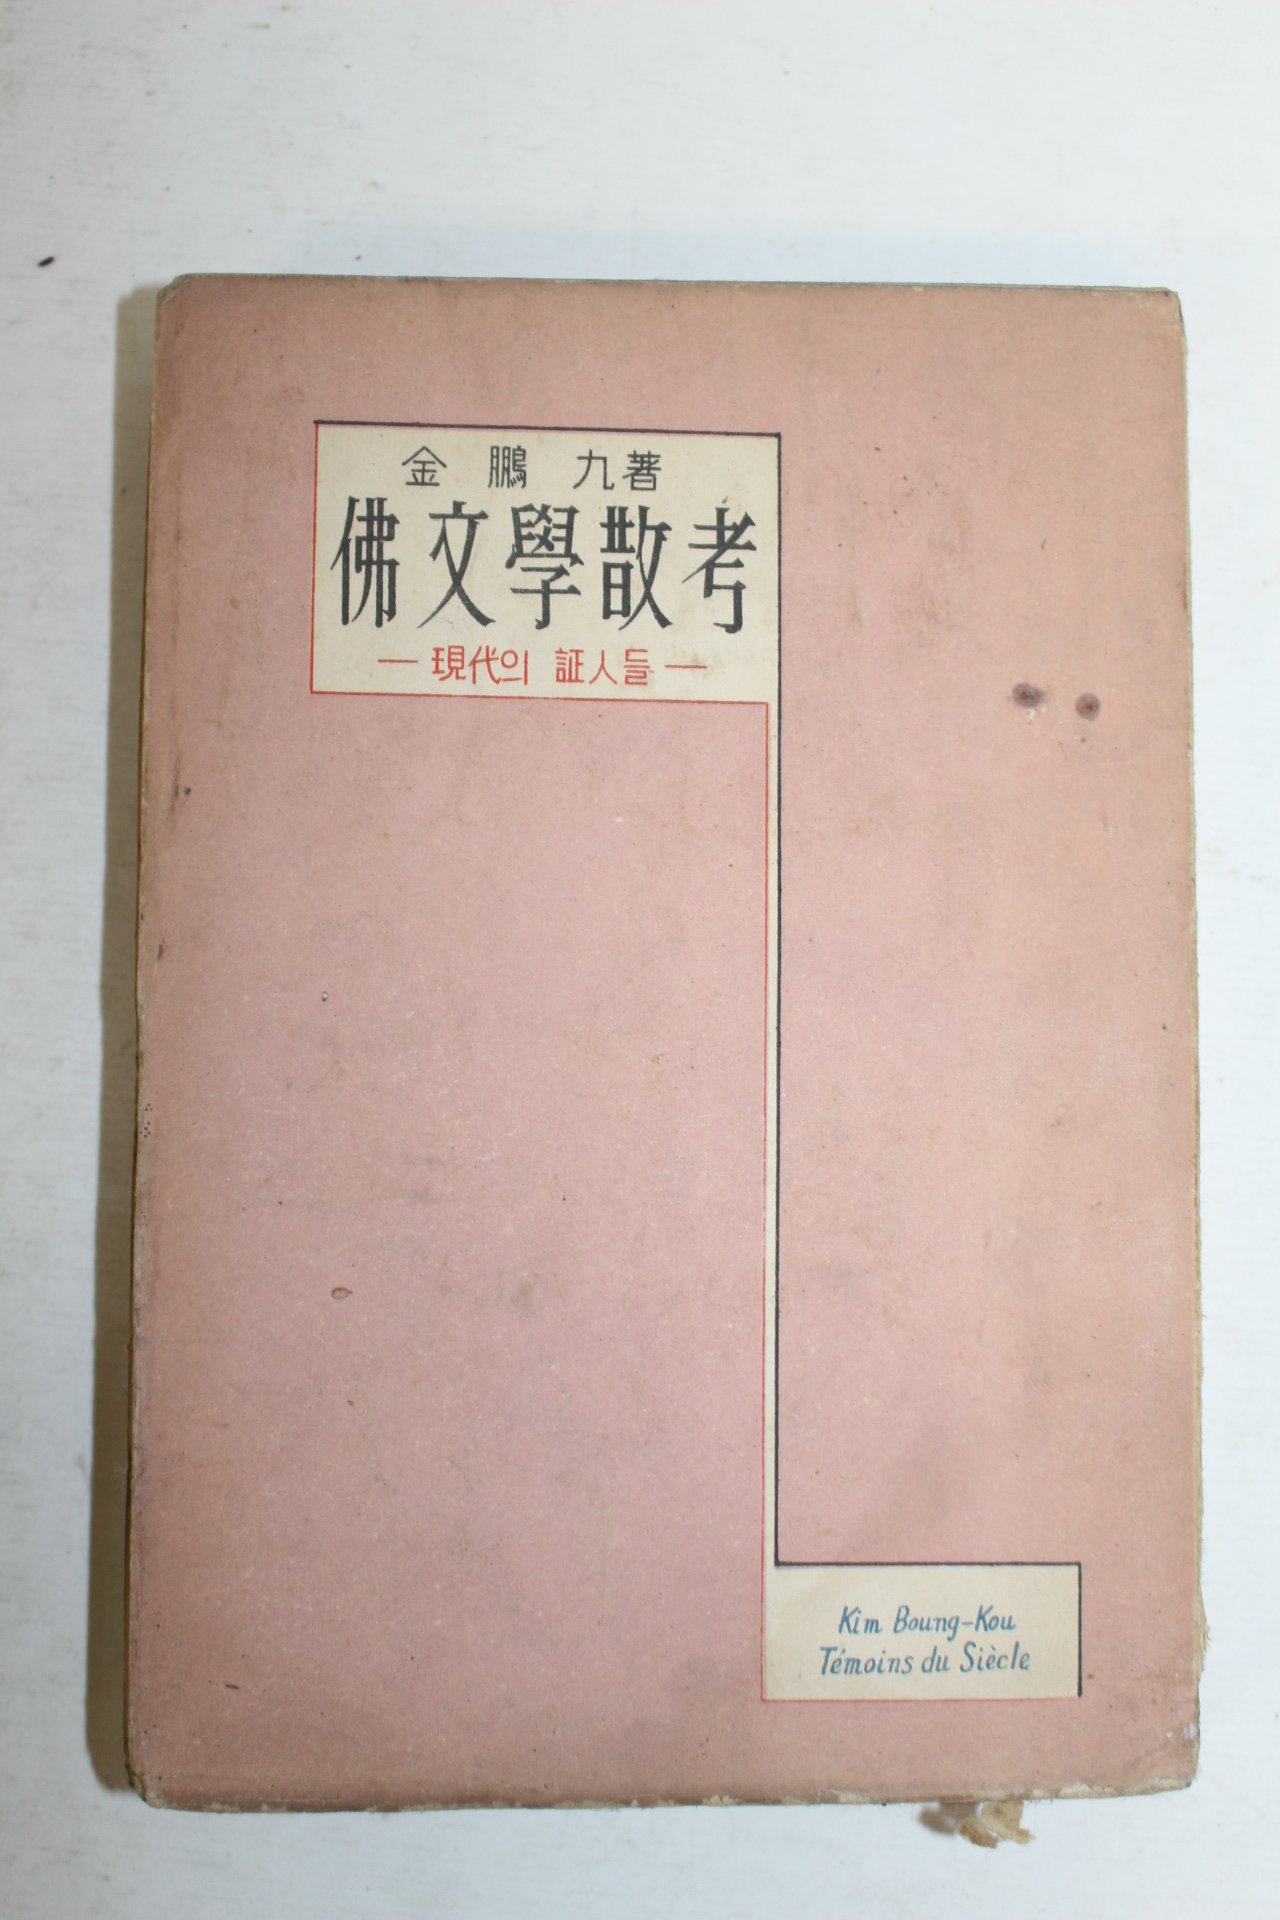 金 鵬 九 著
佛文學散考
— 現代의 証人들 —
Kim Boung-Kou
Témoins du Siècle